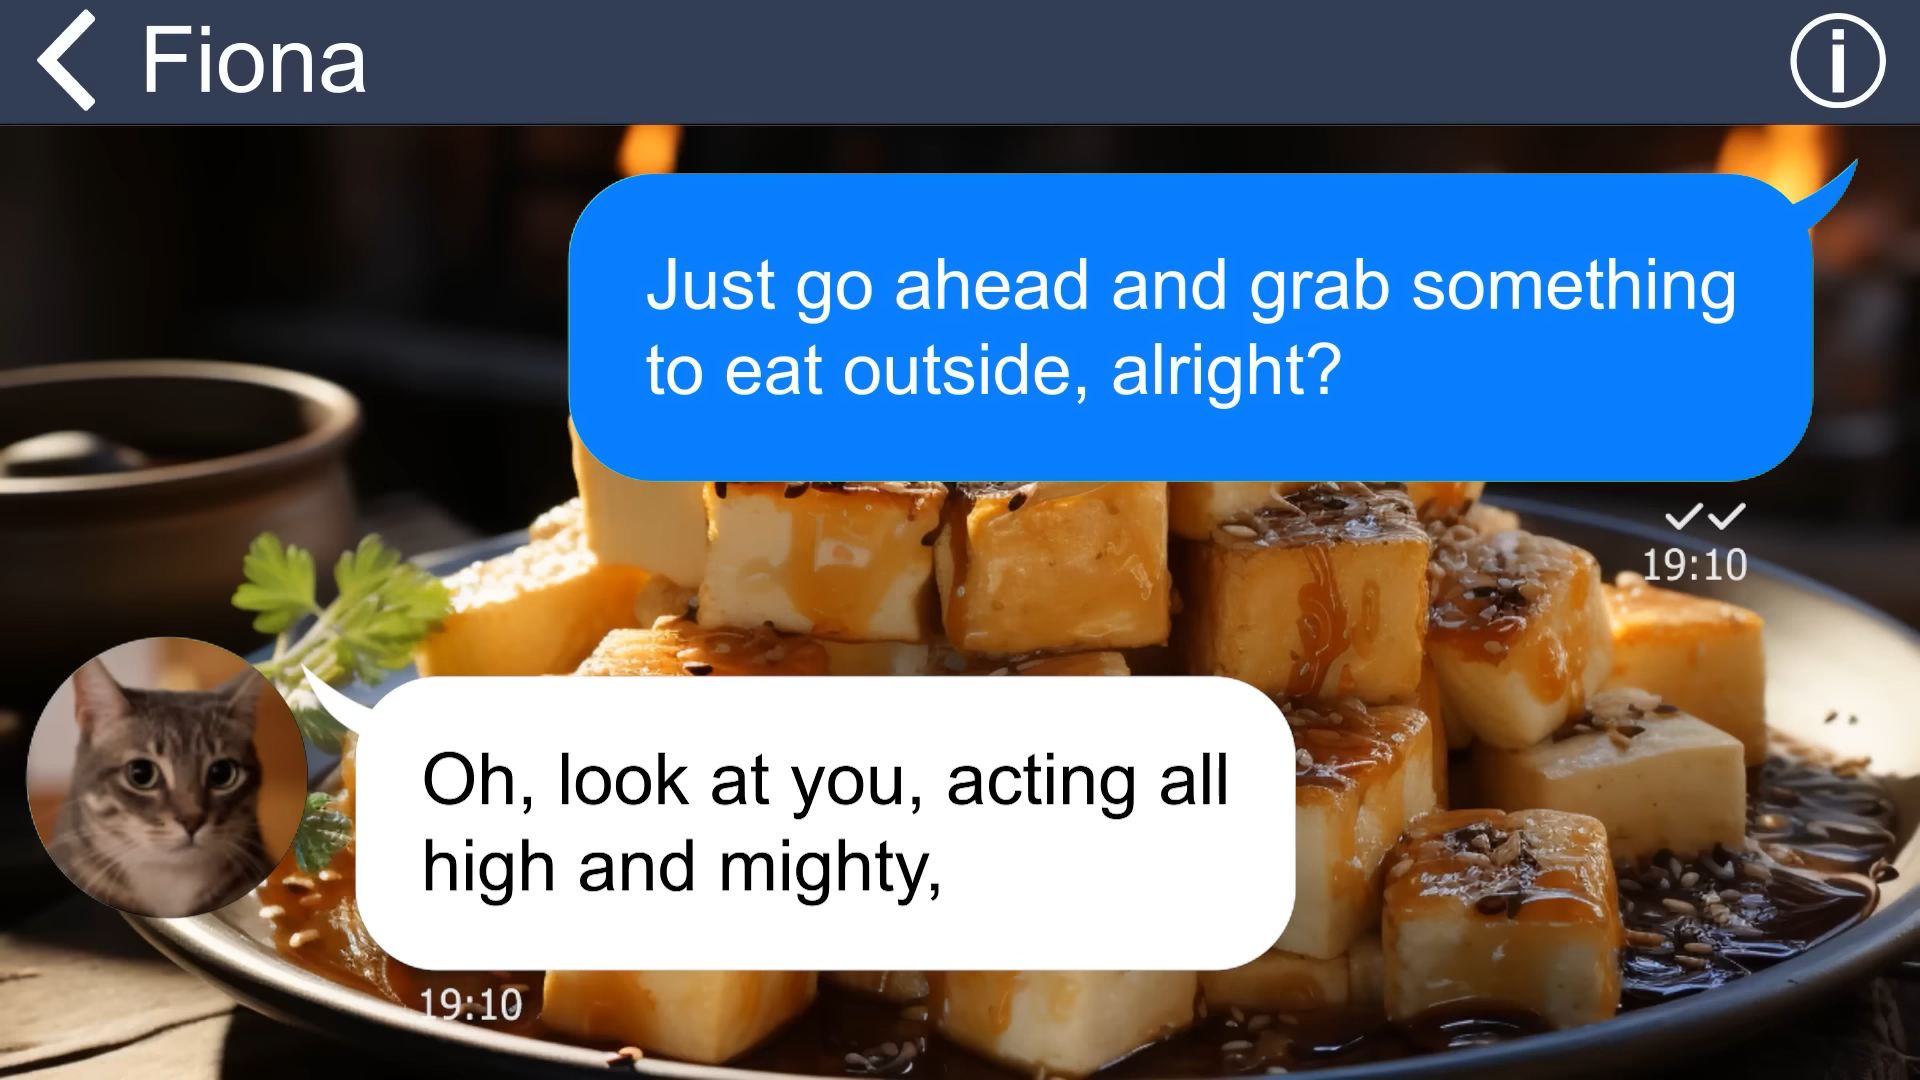 Fiona
Just go ahead and grab something
to eat outside, alright?
19:10
Oh, look at you, acting all
high and mighty,
19:10